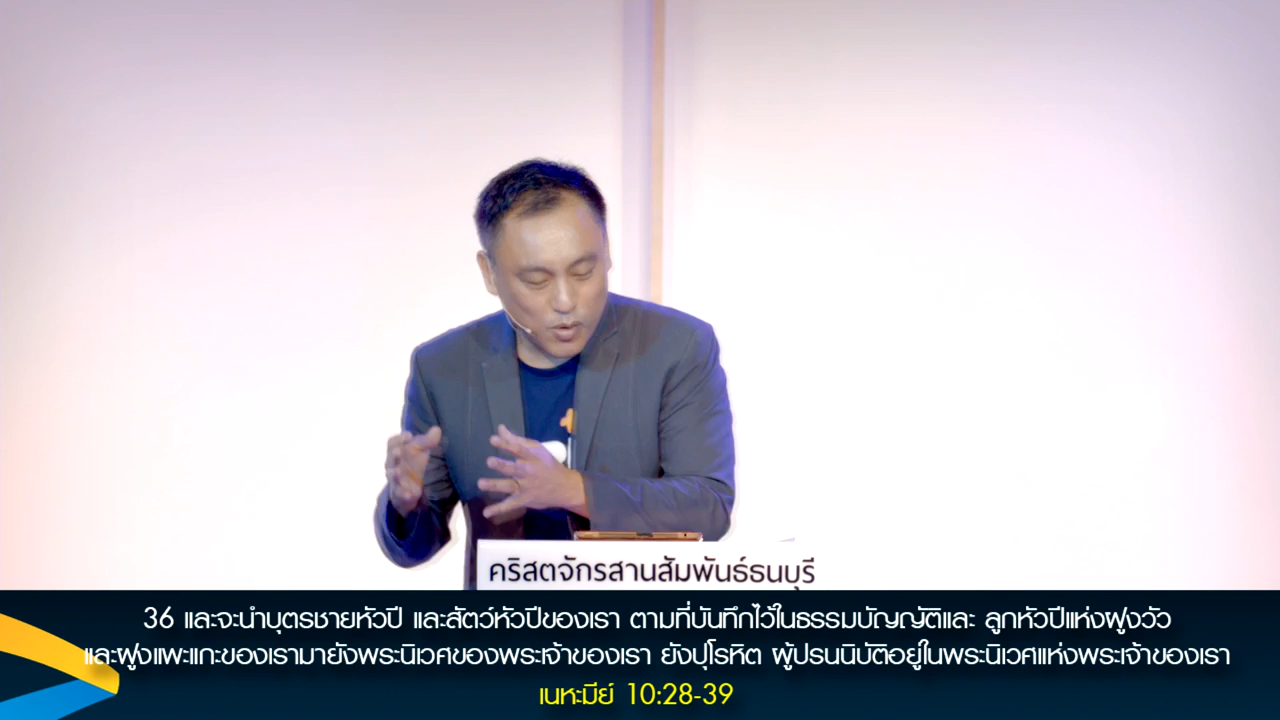 คริสตจักรสานสัมพันธ์ธนบุรี
36 และจะนำบุตรชายหัวปี และสัตว์หัวปีของเรา ตามที่บันทึกไว้ในธรรมบัญญัติและ ลูกหัวปีแห่งฝูงวัว
และฝูงแพะแกะของเรามายังพระนิเวศของพระเจ้าของเรา ยังปุโรหิต ผู้ปรนนิบัติอยู่ในพระนิเวศแห่งพระเจ้าของเรา
เนหะมีย์ 10:28-39